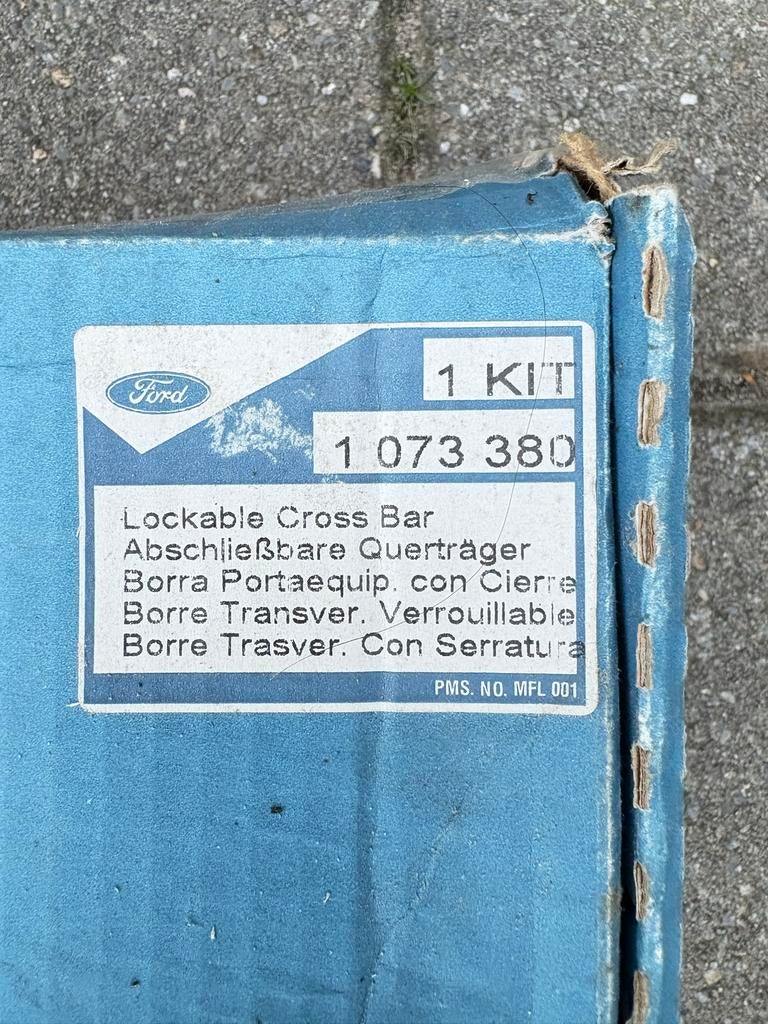 Ford
1 KIT
1 073 380
Lockable Cross Bar
Abschließbare Querträger
Borra Portaequip. con Cierre
Borre Transver. Verrouillable
Borre Trasver. Con Serratura
PMS. NO. MFL 001